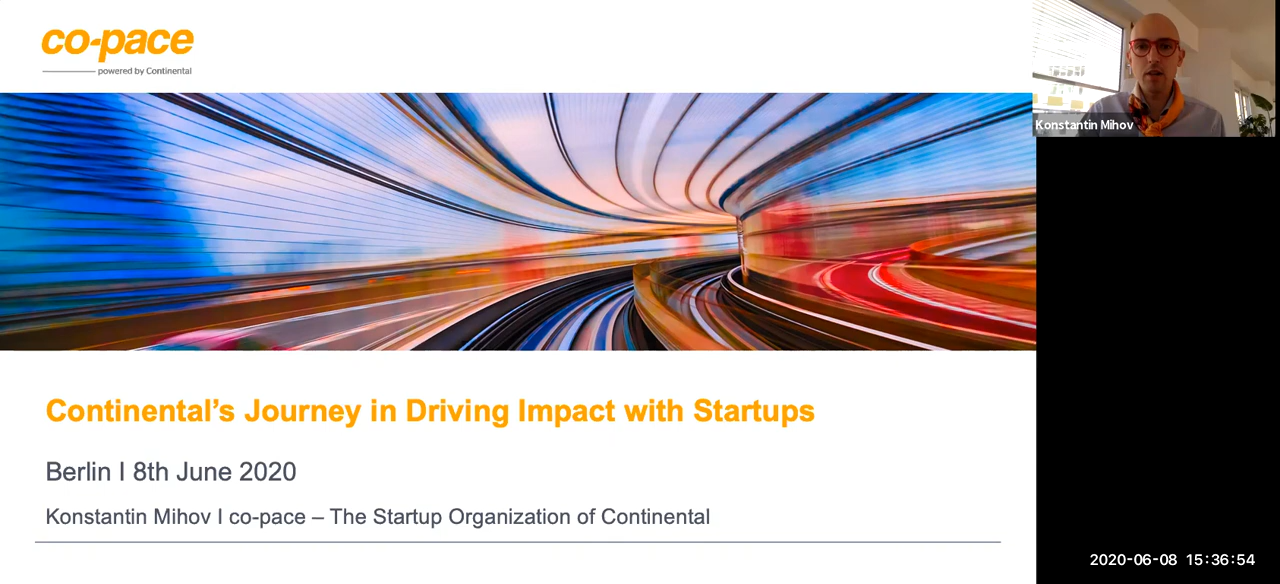 co-pace
powered by Continental
Konstantin Mihov
Continental’s Journey in Driving Impact with Startups
Berlin I 8th June 2020
Konstantin Mihov I co-pace – The Startup Organization of Continental
2020-06-08 15:36:54